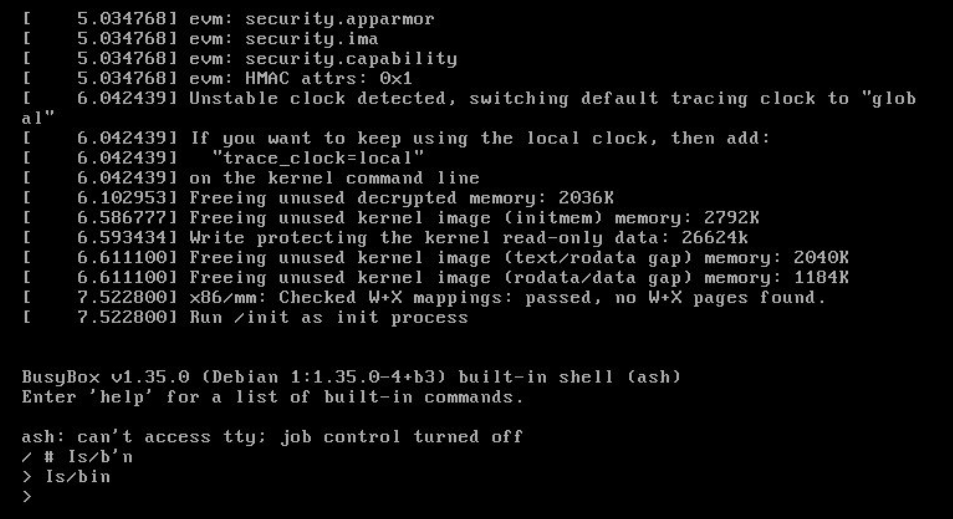 [    5.034768] evm: security.apparmor
[    5.034768] evm: security.ima
[    5.034768] evm: security.capability
[    5.034768] evm: HMAC attrs: 0x1
[    6.042439] Unstable clock detected, switching default tracing clock to "glob
al"
[    6.042439] If you want to keep using the local clock, then add:
[    6.042439]   "trace_clock=local"
[    6.042439] on the kernel command line
[    6.102953] Freeing unused decrypted memory: 2036K
[    6.586777] Freeing unused kernel image (initmem) memory: 2792K
[    6.593434] Write protecting the kernel read-only data: 26624k
[    6.611100] Freeing unused kernel image (text/rodata gap) memory: 2040K
[    6.611100] Freeing unused kernel image (rodata/data gap) memory: 1184K
[    7.522800] x86/mm: Checked W+X mappings: passed, no W+X pages found.
[    7.522800] Run /init as init process
BusyBox v1.35.0 (Debian 1:1.35.0-4+b3) built-in shell (ash)
Enter 'help' for a list of built-in commands.
ash: can't access tty; job control turned off
/ # Is/b'n
> Is/bin
>